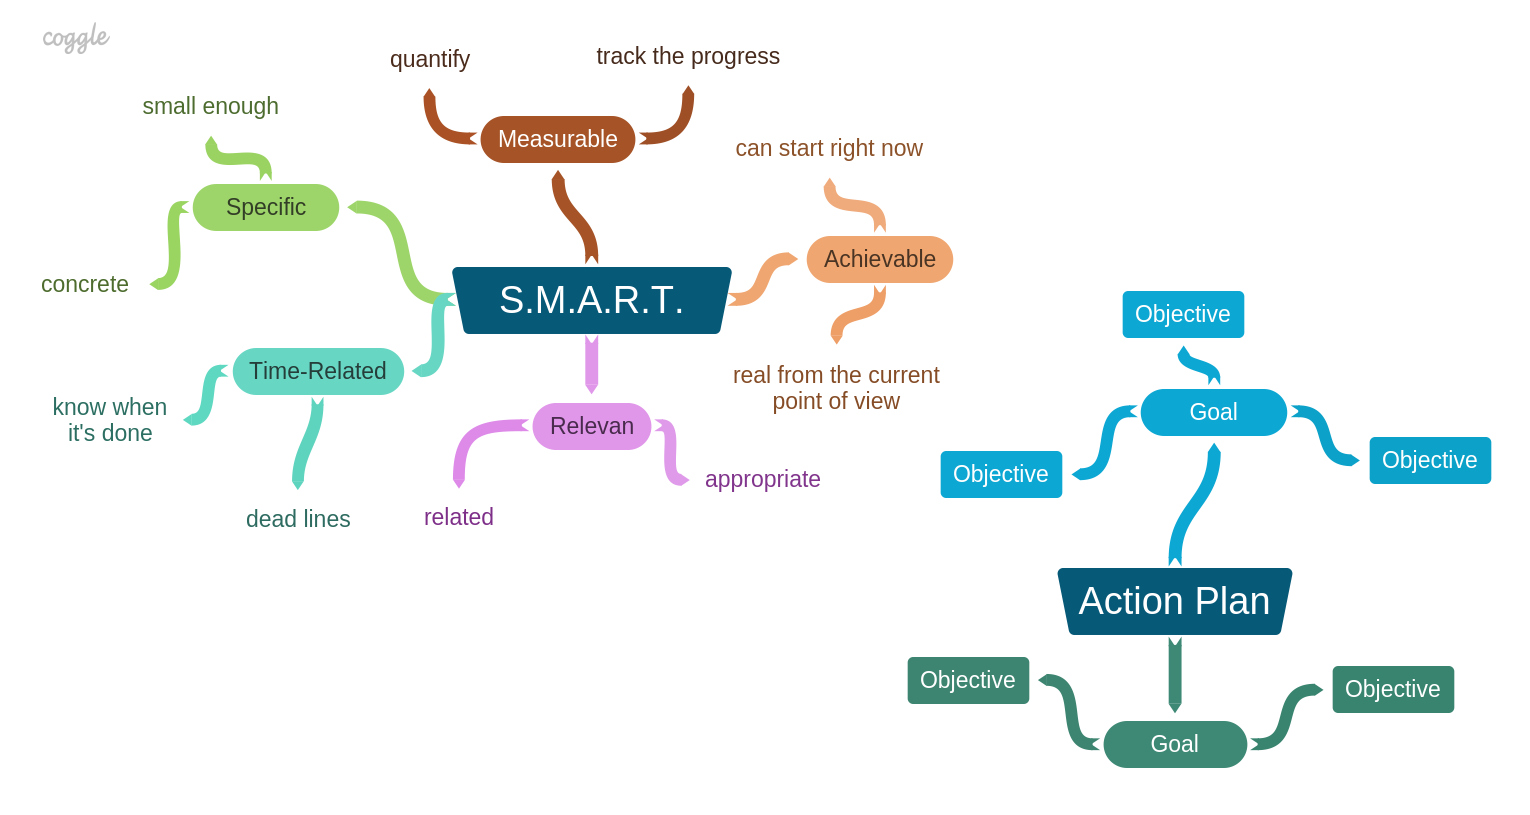 coggle
quantify
track the progress
small enough
Measurable
can start right now
Specific
Achievable
concrete
S.M.A.R.T.
Time-Related
real from the current
point of view
know when
it's done
Relevan
appropriate
related
dead lines
Objective
Goal
Objective
Objective
Action Plan
Objective
Objective
Goal